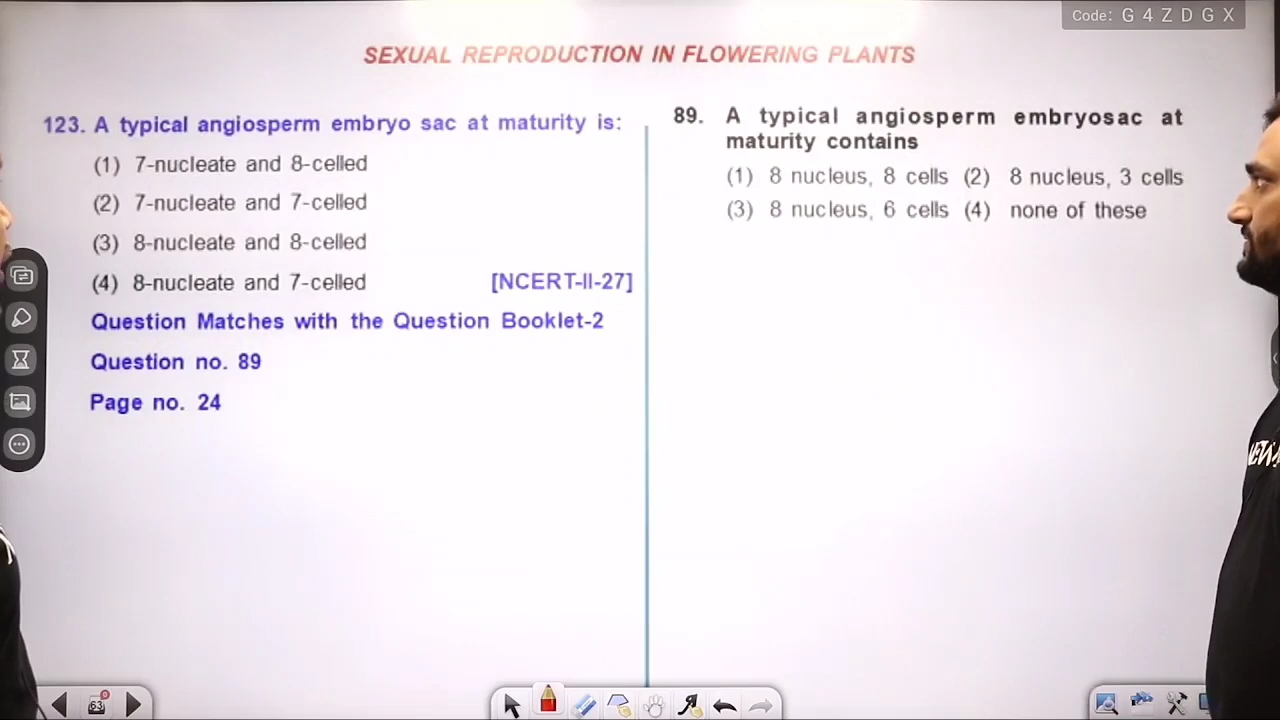 Code: G 4 Z D G X
SEXUAL REPRODUCTION IN FLOWERING PLANTS
123. A typical angiosperm embryo sac at maturity is:
(1) 7-nucleate and 8-celled
(2) 7-nucleate and 7-celled
(3) 8-nucleate and 8-celled
(4) 8-nucleate and 7-celled [NCERT-II-27]
Question Matches with the Question Booklet-2
Question no. 89
Page no. 24
89. A typical angiosperm embryosac at
maturity contains
(1) 8 nucleus, 8 cells (2) 8 nucleus, 3 cells
(3) 8 nucleus, 6 cells (4) none of these
63